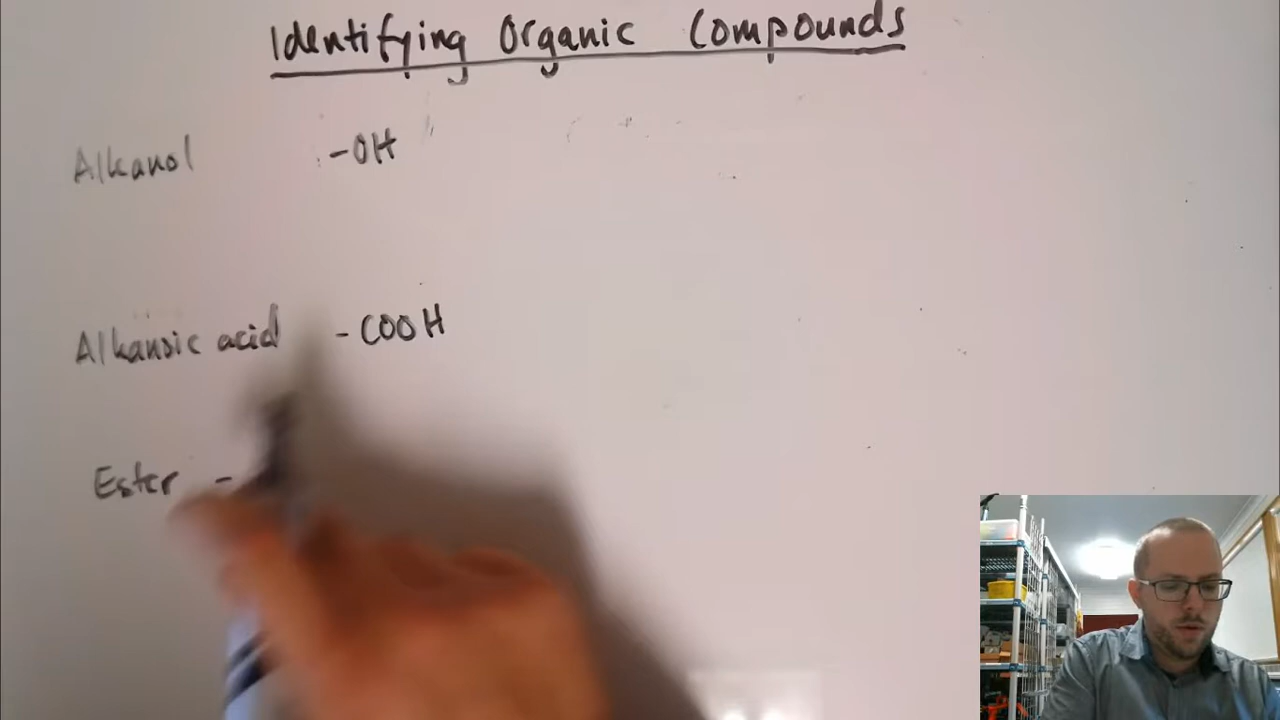 Identifying Organic Compounds
Alkanol -OH
Alkanoic acid -COOH
Ester -